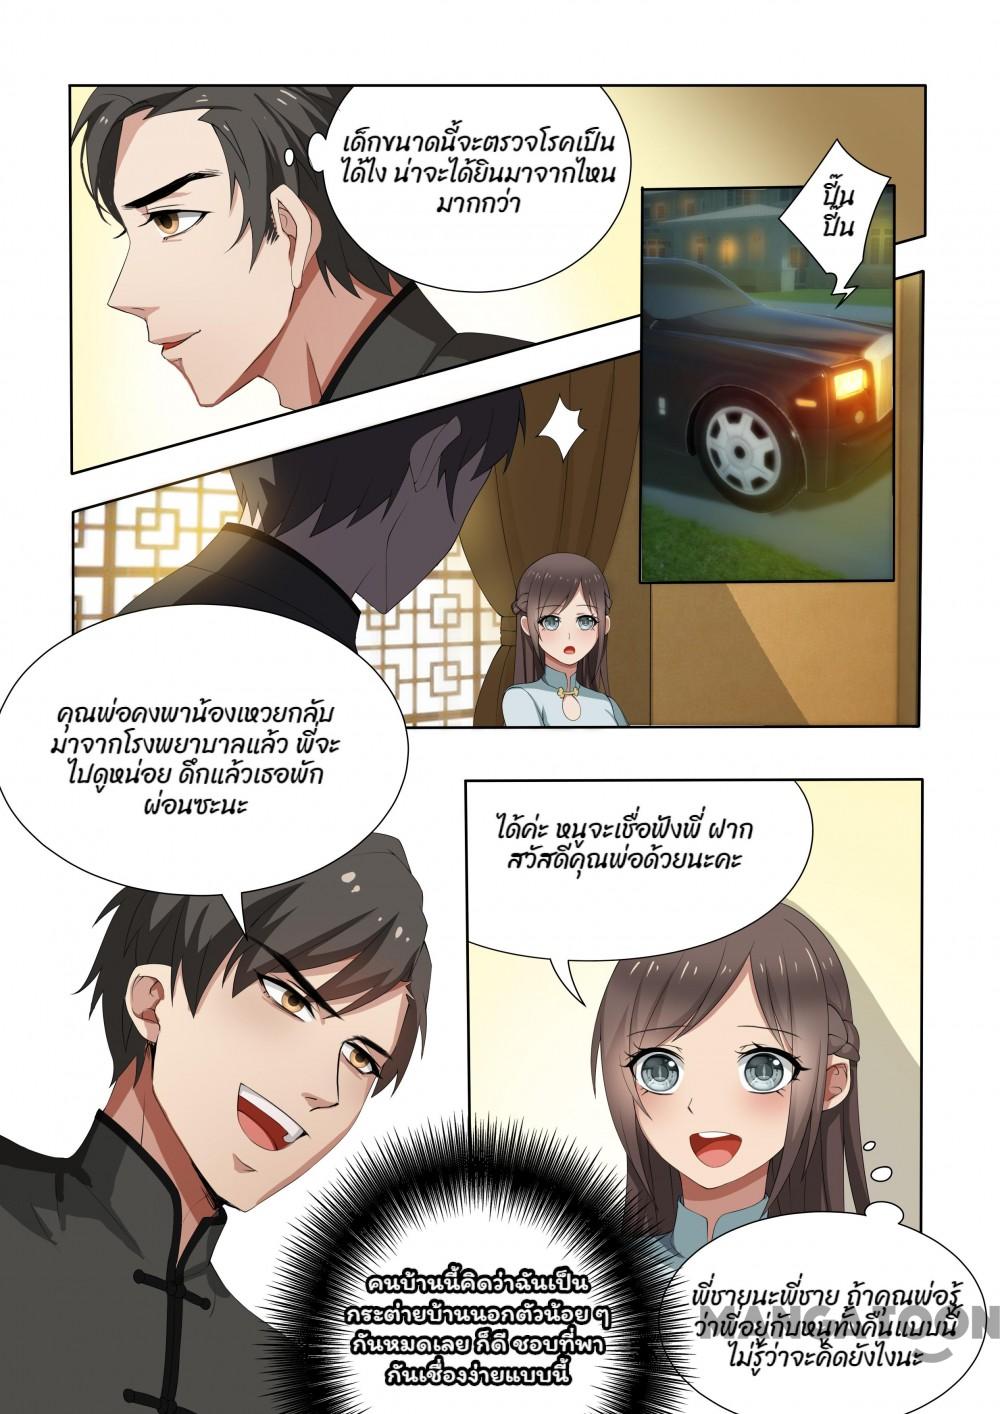 เด็กขนาดนี้จะตรวจโรคเป็น
ได้ไง น่าจะได้ยินมาจากไหน
มากกว่า
ปี๊น
ปี๊น
คุณพ่อคงพาน้องเหวยกลับ
มาจากโรงพยาบาลแล้ว พี่จะ
ไปดูหน่อย ดึกแล้วเธอพัก
ผ่อนซะนะ
ได้ค่ะ หนูจะเชื่อฟังพี่ ฝาก
สวัสดีคุณพ่อด้วยนะคะ
คนบ้านนี้คิดว่าฉันเป็น
กระต่ายบ้านนอกตัวน้อย ๆ
กันหมดเลย ก็ดี ชอบที่พา
กันเชื่องง่ายแบบนี้
พี่ชายนะพี่ชาย ถ้าคุณพ่อรู้
ว่าพี่อยู่กับหนูทั้งคืนแบบนี้
ไม่รู้ว่าจะคิดยังไงนะ
MANGATOON